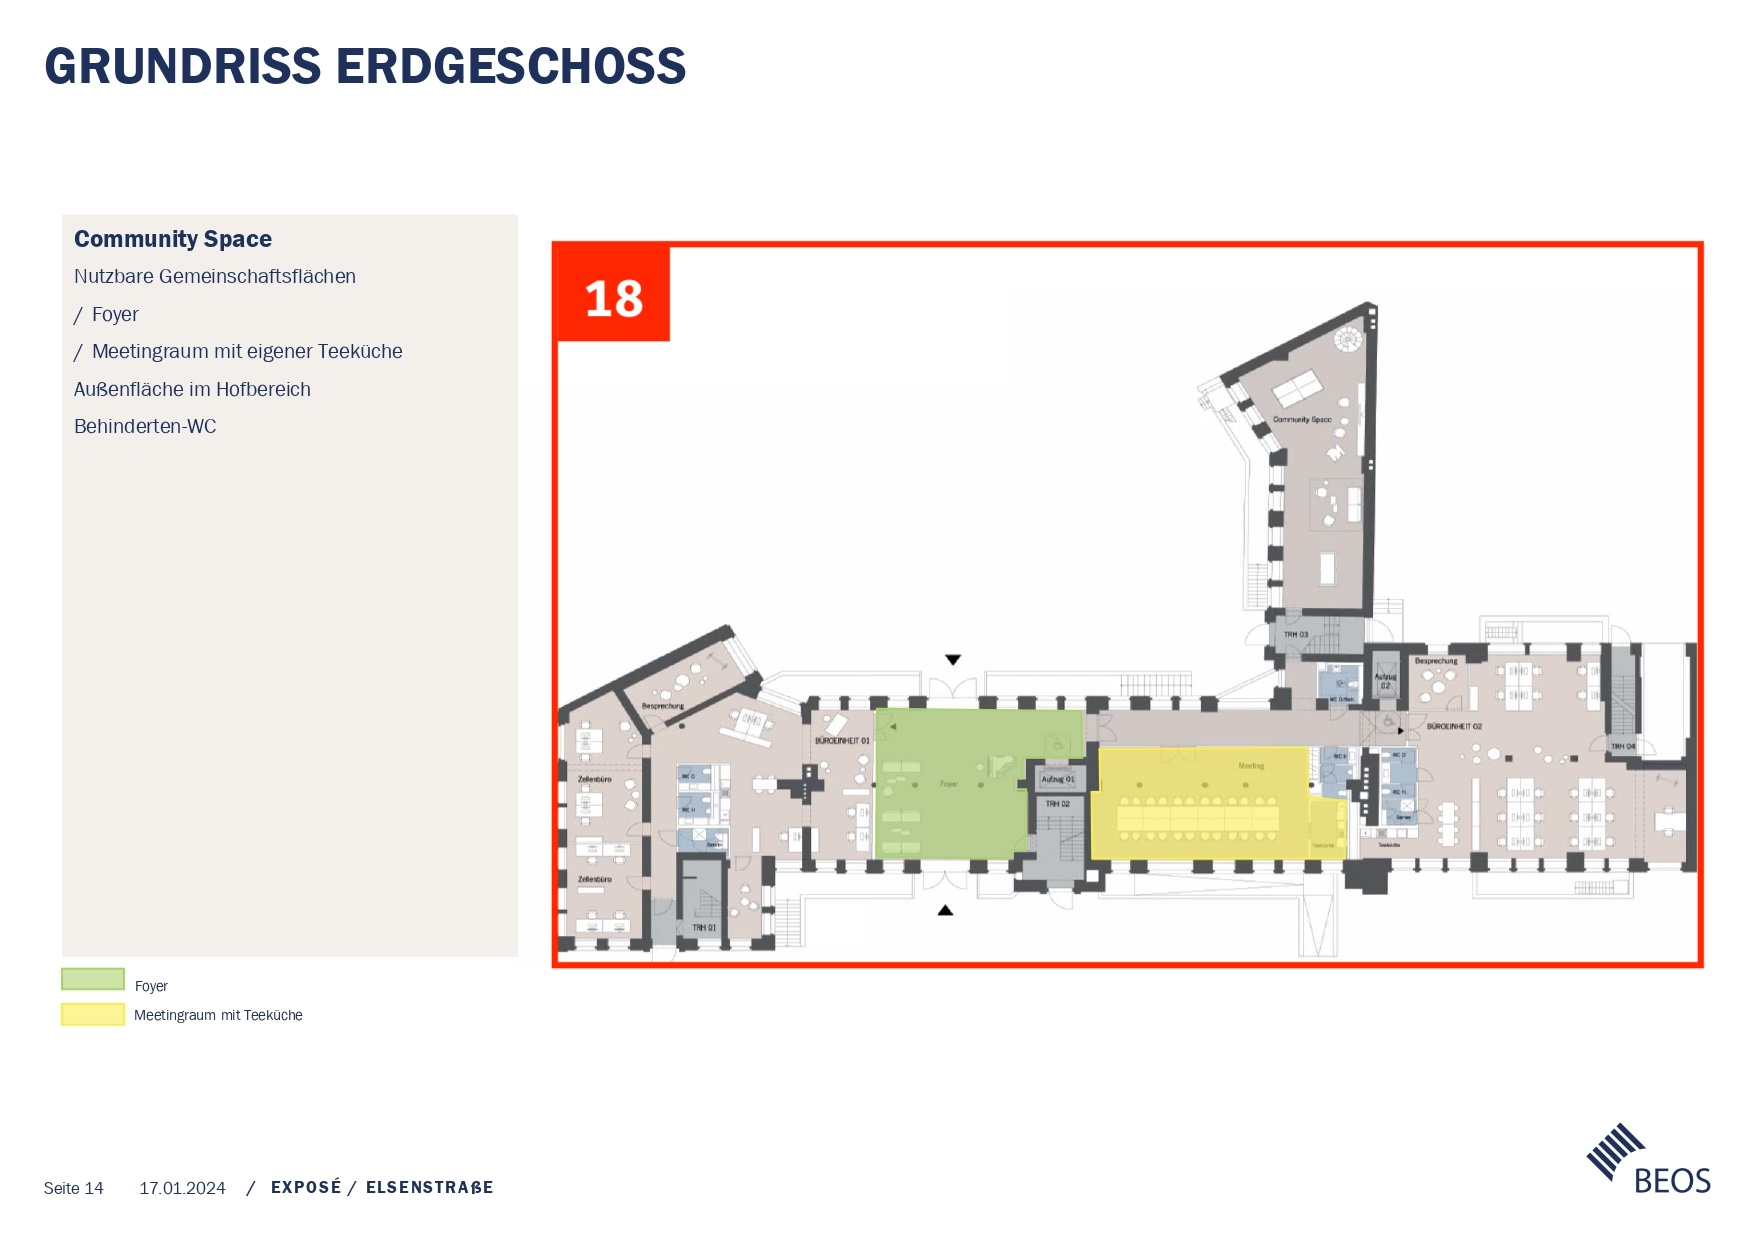 GRUNDRISS ERDGESCHOSS
Community Space
Nutzbare Gemeinschaftsflächen
/ Foyer
/ Meetingraum mit eigener Teeküche
Außenfläche im Hofbereich
Behinderten-WC
18
Community Space
TRH 03
Besprechung
Aufzug 02
WC D/Beh.
Besprechung
BÜROEINHEIT 01
BÜROEINHEIT 02
TRH 04
Zellenbüro
WC D
WC H
Server
Foyer
Aufzug 01
TRH 02
Meeting
Teeküche
WC H
WC D
WC H
Server
Teeküche
Zellenbüro
TRH 01
Foyer
Meetingraum mit Teeküche
Seite 14 17.01.2024 / EXPOSÉ / ELSENSTRAßE
BEOS